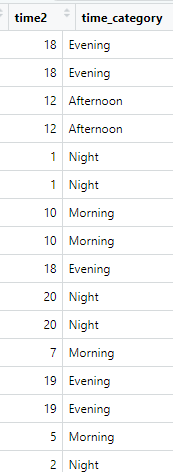 time2 time_category
18 Evening
18 Evening
12 Afternoon
12 Afternoon
1 Night
1 Night
10 Morning
10 Morning
18 Evening
20 Night
20 Night
7 Morning
19 Evening
19 Evening
5 Morning
2 Night